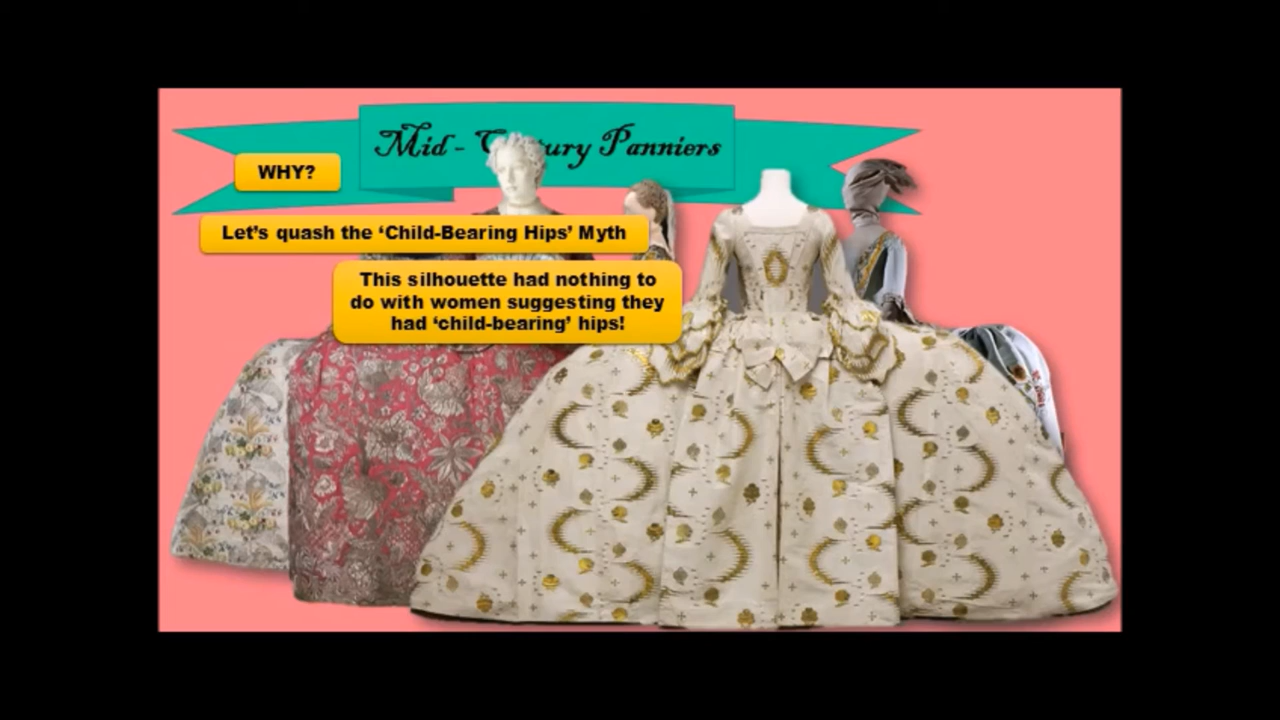 Mid - Century Panniers
WHY?
Let's quash the 'Child-Bearing Hips' Myth
This silhouette had nothing to
do with women suggesting they
had 'child-bearing' hips!